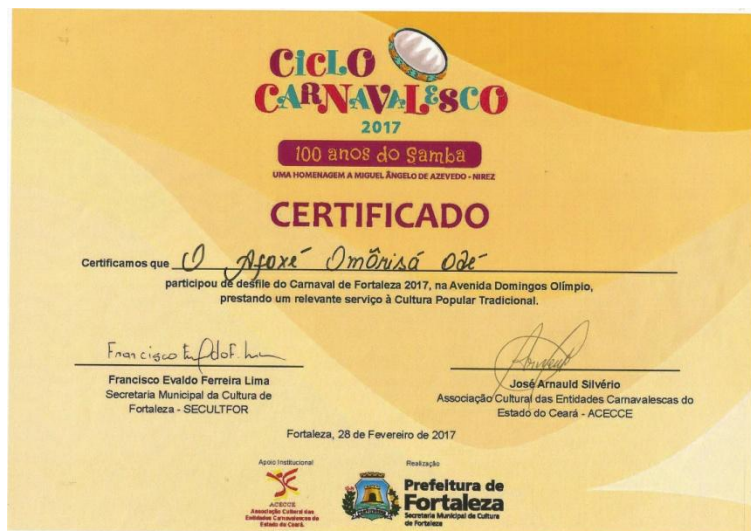 CiCLO
CARNAVALESCO
2017
100 anos do Samba
UMA HOMENAGEM A MIGUEL ÂNGELO DE AZEVEDO - NIREZ
CERTIFICADO
Certificamos que O Afoxé Omõrisá Odé
participou de desfile do Carnaval de Fortaleza 2017, na Avenida Domingos Olímpio,
prestando um relevante serviço à Cultura Popular Tradicional.
Francisco
Francisco Evaldo Ferreira Lima
Secretaria Municipal da Cultura de
Fortaleza - SECULTFOR
José Arnauld Silvério
Associação Cultural das Entidades Carnavalescas do
Estado do Ceará - ACECCE
Fortaleza, 28 de Fevereiro de 2017
Apoio Institucional
ACECCE
Associação Cultural das
Entidades Carnavalescas do
Estado do Ceará.
Realização
Prefeitura de
Fortaleza
Secretaria Municipal da Cultura
de Fortaleza